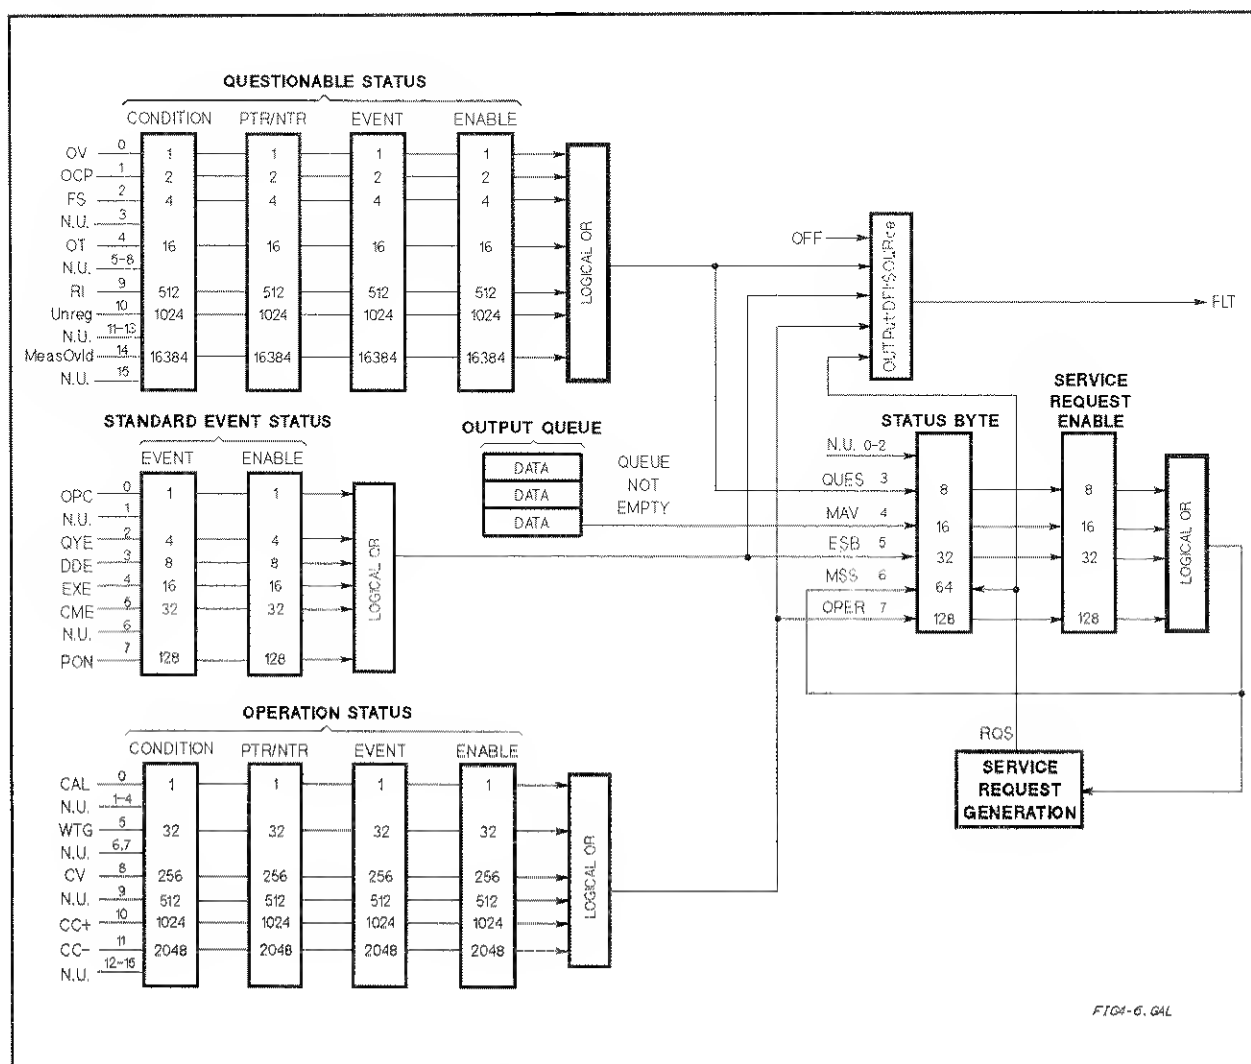 QUESTIONABLE STATUS
CONDITION PTR/NTR EVENT ENABLE
OV 0 1 1 1 1
OCP 1 2 2 2 2
FS 2 4 4 4 4
N.U. 3
OT 4 16 16 16 16
N.U. 5-8
RI 9 512 512 512 512
Unreg 10 1024 1024 1024 1024
N.U. 11-13
MeasOvld 14 16384 16384 16384 16384
N.U. 15
LOGICAL OR
OFF
OUTPut:DFI:SOURce
FLT
STANDARD EVENT STATUS
EVENT ENABLE
OPC 0 1 1
N.U. 1
QYE 2 4 4
DDE 3 8 8
EXE 4 16 16
CME 5 32 32
N.U. 6
PON 7 128 128
LOGICAL OR
OUTPUT QUEUE
DATA
DATA
DATA
QUEUE
NOT
EMPTY
STATUS BYTE
SERVICE
REQUEST
ENABLE
N.U. 0-2
QUES 3 8 8
MAV 4 16 16
ESB 5 32 32
MSS 6 64
OPER 7 128 128
LOGICAL OR
RQS
SERVICE
REQUEST
GENERATION
OPERATION STATUS
CONDITION PTR/NTR EVENT ENABLE
CAL 0 1 1 1 1
N.U. 1-4
WTG 5 32 32 32 32
N.U. 6,7
CV 8 256 256 256 256
N.U. 9 512 512 512 512
CC+ 10 1024 1024 1024 1024
CC- 11 2048 2048 2048 2048
N.U. 12-15
LOGICAL OR
FIG4-6.GAL